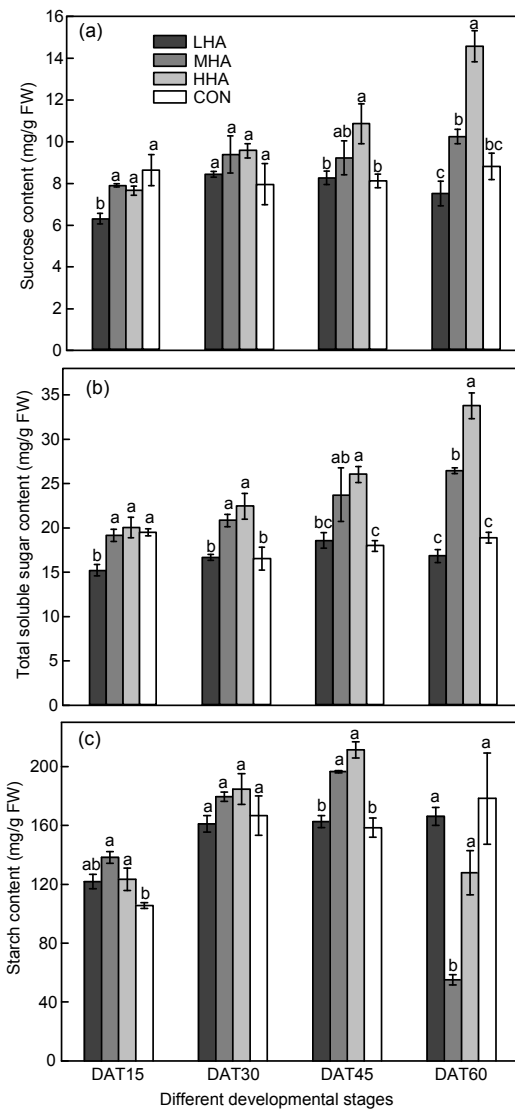 (a)
LHA
MHA
HHA
CON
Sucrose content (mg/g FW)
16
14
12
10
8
6
4
2
0
b a a a
a a a a
b ab a b
c b a bc
(b)
Total soluble sugar content (mg/g FW)
35
30
25
20
15
10
5
0
b a a a
b a a b
bc ab a c
c b a c
(c)
Starch content (mg/g FW)
200
160
120
80
40
0
ab a a b
a a a a
b a a b
a b a a
DAT15 DAT30 DAT45 DAT60
Different developmental stages